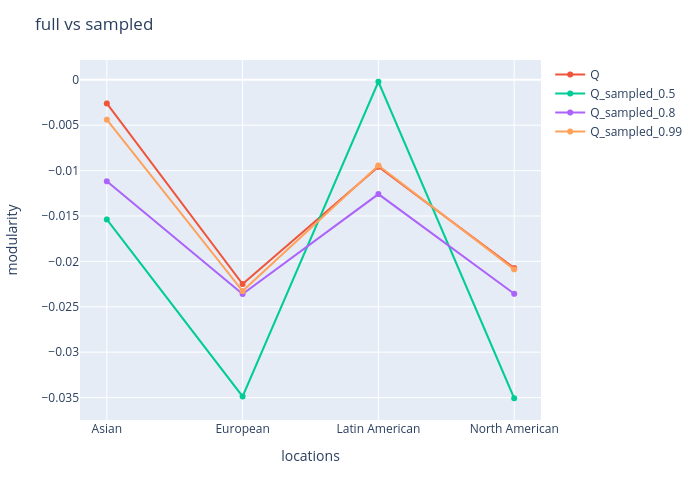 full vs sampled
Q
Q_sampled_0.5
Q_sampled_0.8
Q_sampled_0.99
0
−0.005
−0.01
−0.015
−0.02
−0.025
−0.03
−0.035
modularity
Asian
European
Latin American
North American
locations